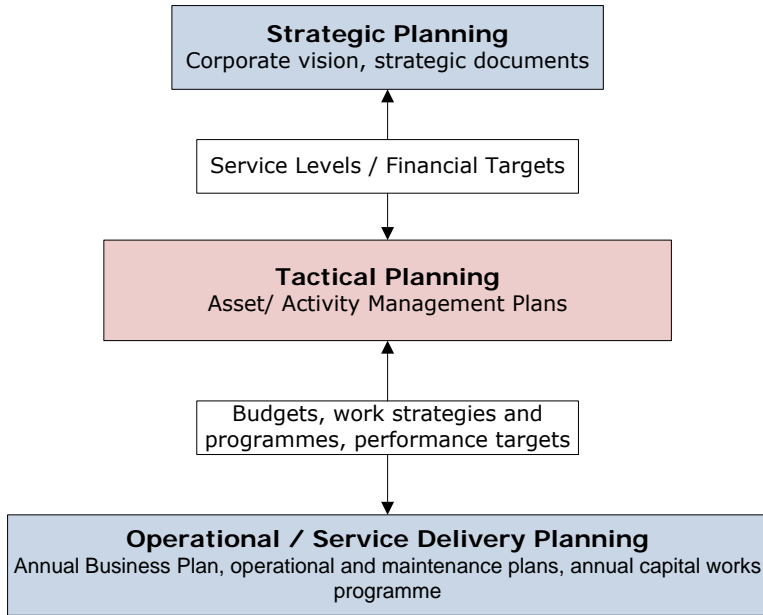 Strategic Planning
Corporate vision, strategic documents
Service Levels / Financial Targets
Tactical Planning
Asset/ Activity Management Plans
Budgets, work strategies and
programmes, performance targets
Operational / Service Delivery Planning
Annual Business Plan, operational and maintenance plans, annual capital works
programme